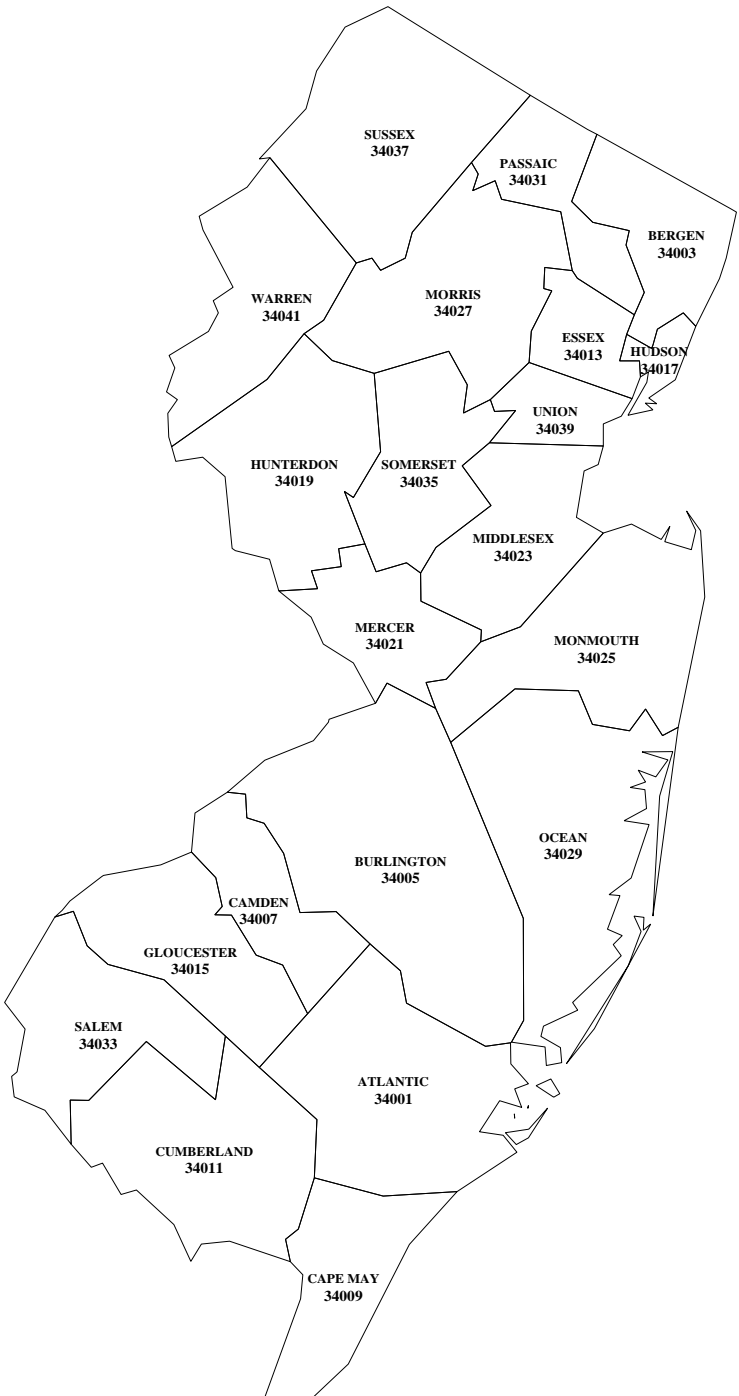 SUSSEX
34037
PASSAIC
34031
BERGEN
34003
WARREN
34041
MORRIS
34027
ESSEX
34013
HUDSON
34017
UNION
34039
HUNTERDON
34019
SOMERSET
34035
MIDDLESEX
34023
MERCER
34021
MONMOUTH
34025
OCEAN
34029
BURLINGTON
34005
CAMDEN
34007
GLOUCESTER
34015
SALEM
34033
ATLANTIC
34001
CUMBERLAND
34011
CAPE MAY
34009